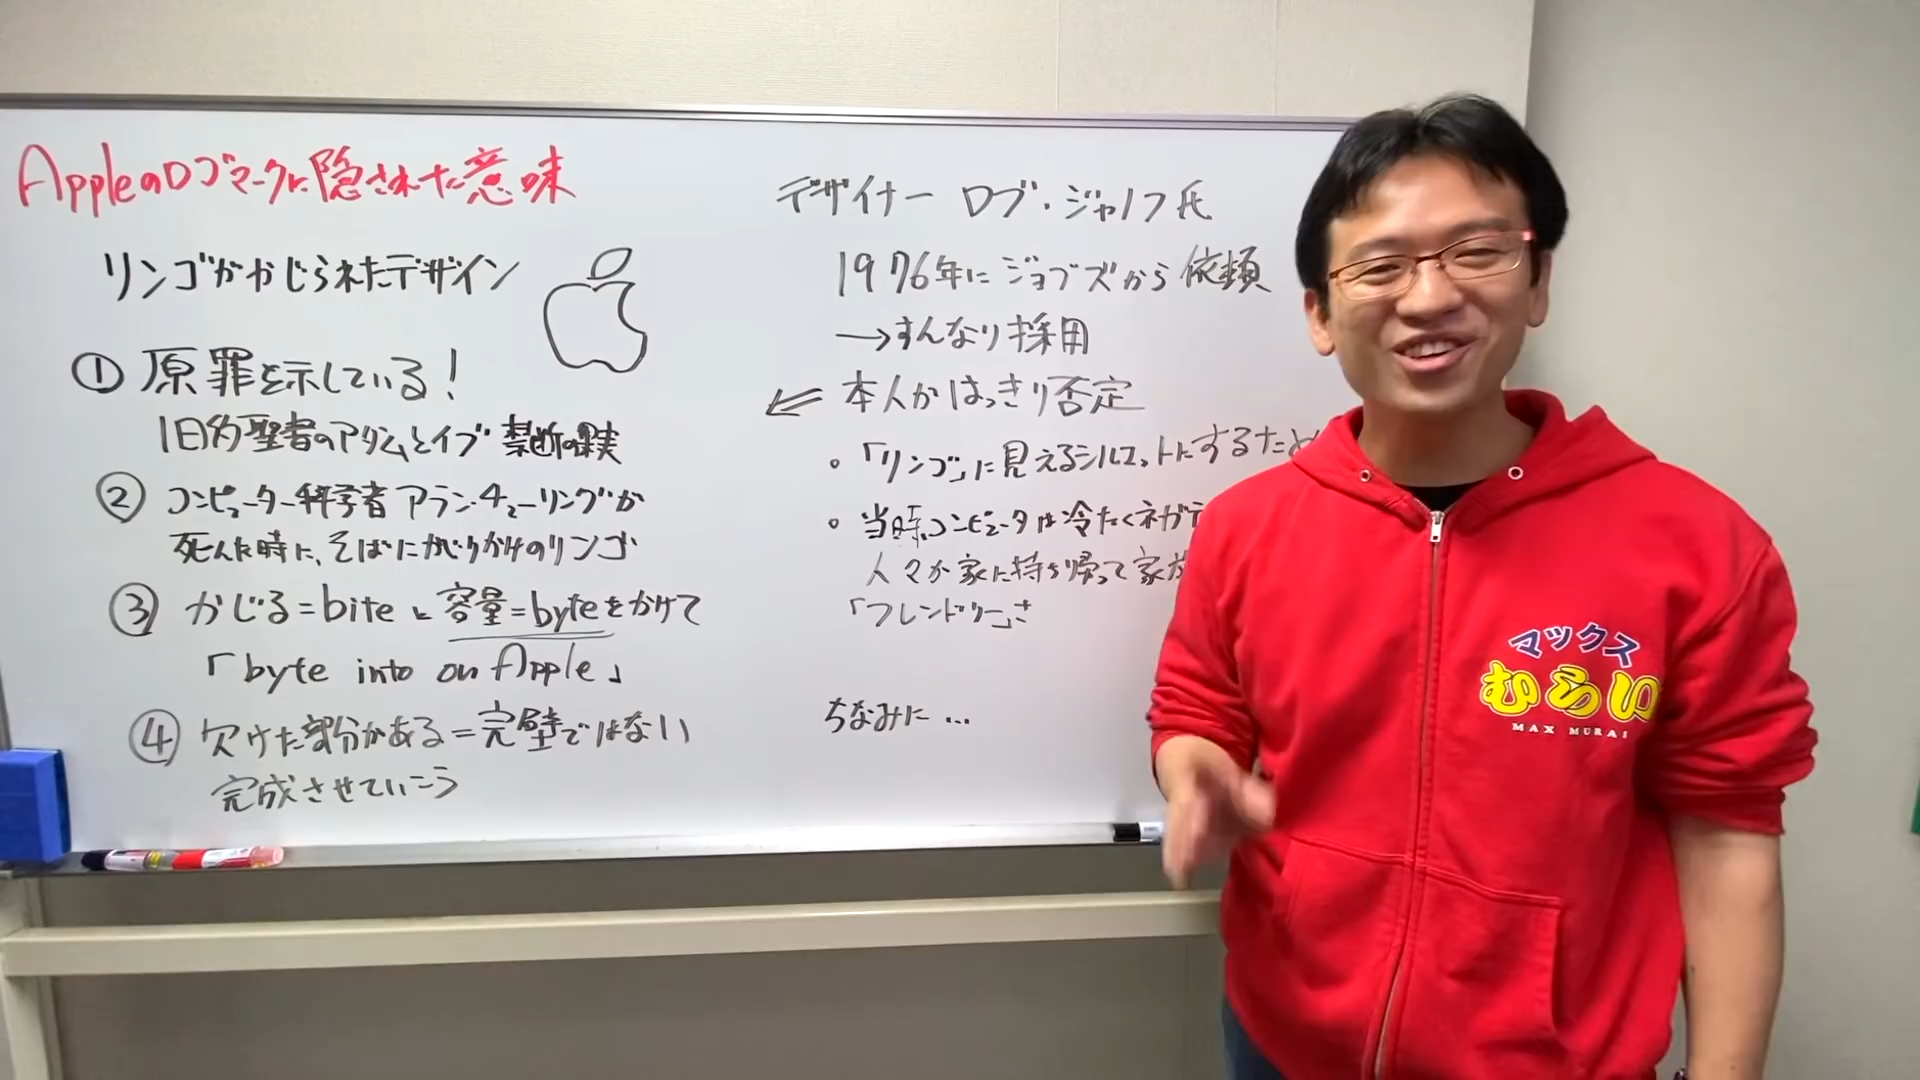 Appleのロゴマークに隠された意味
リンゴがかじられたデザイン
① 原罪を示している!
旧約聖書のアダムとイブ 禁断の果実
② コンピューター科学者 アラン・チューリングが
死んだ時に、そばにかじりかけのリンゴ
③ かじる=biteと容量=byteをかけて
「byte into an Apple」
④ 欠けた部分がある=完璧ではない
完成させていこう
デザイナー ロブ・ジャノフ氏
1976年にジョブズから依頼
→すんなり採用
⇐ 本人がはっきり否定
・「リンゴ」に見えるシルエットにするため
・当時、コンピュータは冷たくネガテ
人々が家に持ち帰って家族
「フレンドリー」さ
ちなみに…
マックス
むらい
MAX MURAI